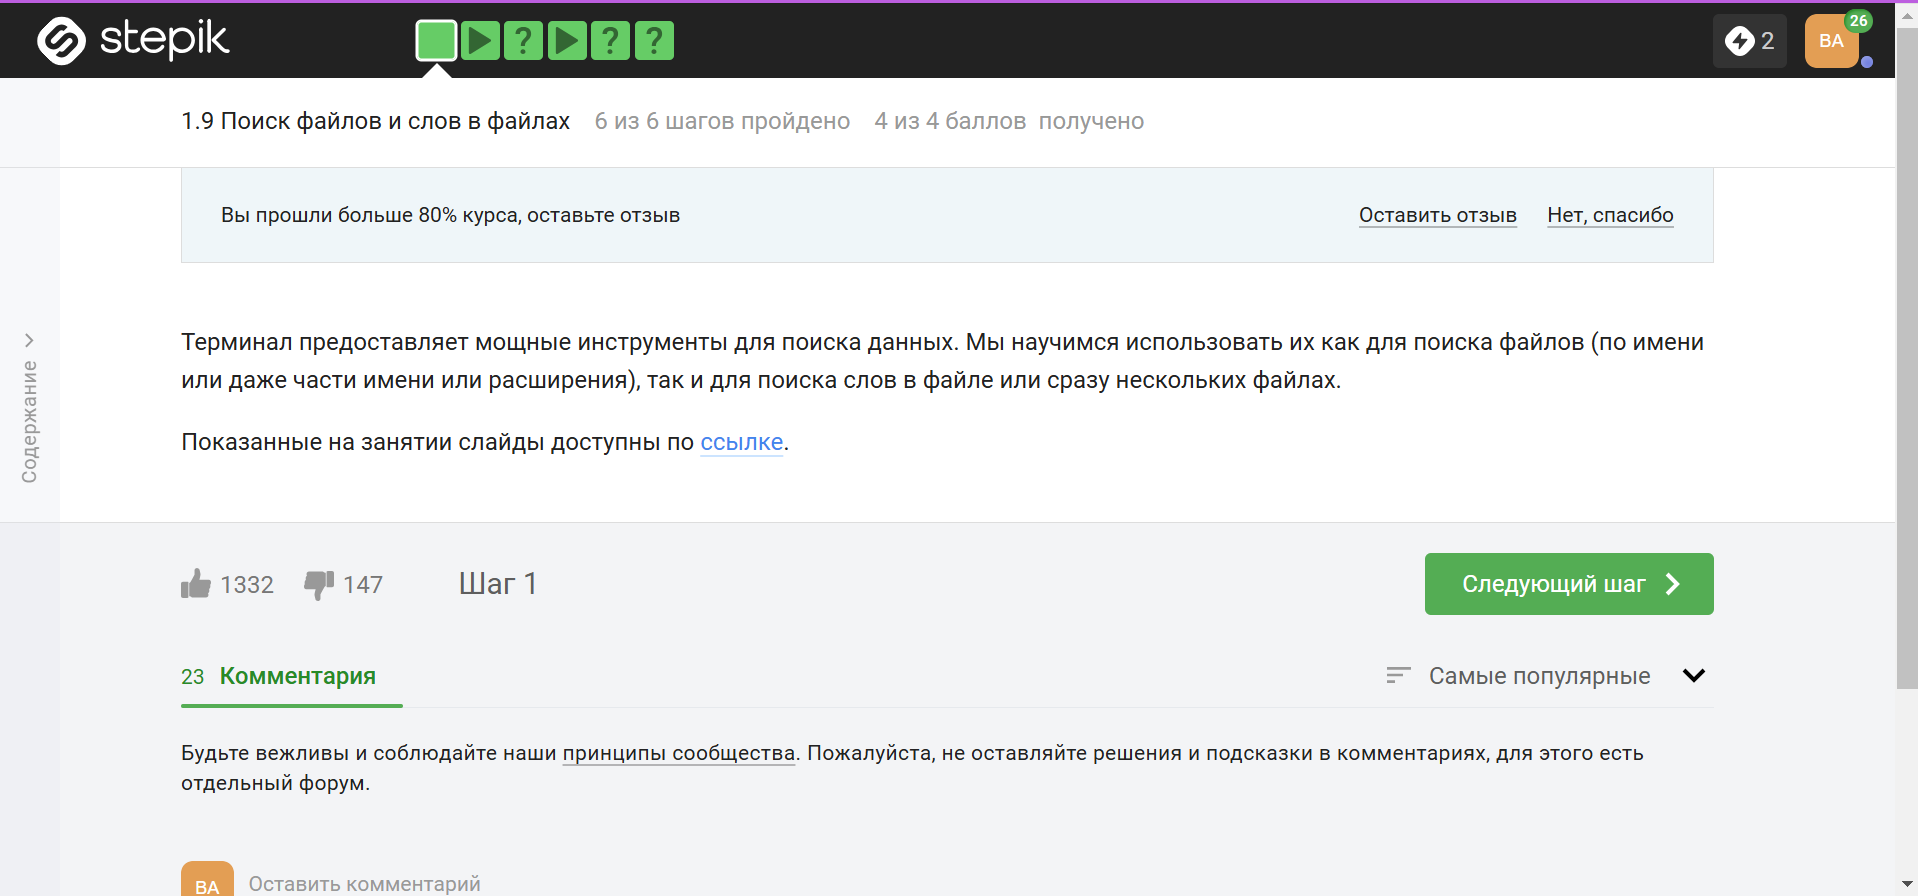 stepik
? ? ?
2
BA
26
1.9 Поиск файлов и слов в файлах 6 из 6 шагов пройдено 4 из 4 баллов получено
Вы прошли больше 80% курса, оставьте отзыв
Оставить отзыв Нет, спасибо
Содержание
Терминал предоставляет мощные инструменты для поиска данных. Мы научимся использовать их как для поиска файлов (по имени
или даже части имени или расширения), так и для поиска слов в файле или сразу нескольких файлах.
Показанные на занятии слайды доступны по ссылке.
1332 147 Шаг 1
Следующий шаг
23 Комментария
Самые популярные
Будьте вежливы и соблюдайте наши принципы сообщества. Пожалуйста, не оставляйте решения и подсказки в комментариях, для этого есть
отдельный форум.
BA Оставить комментарий